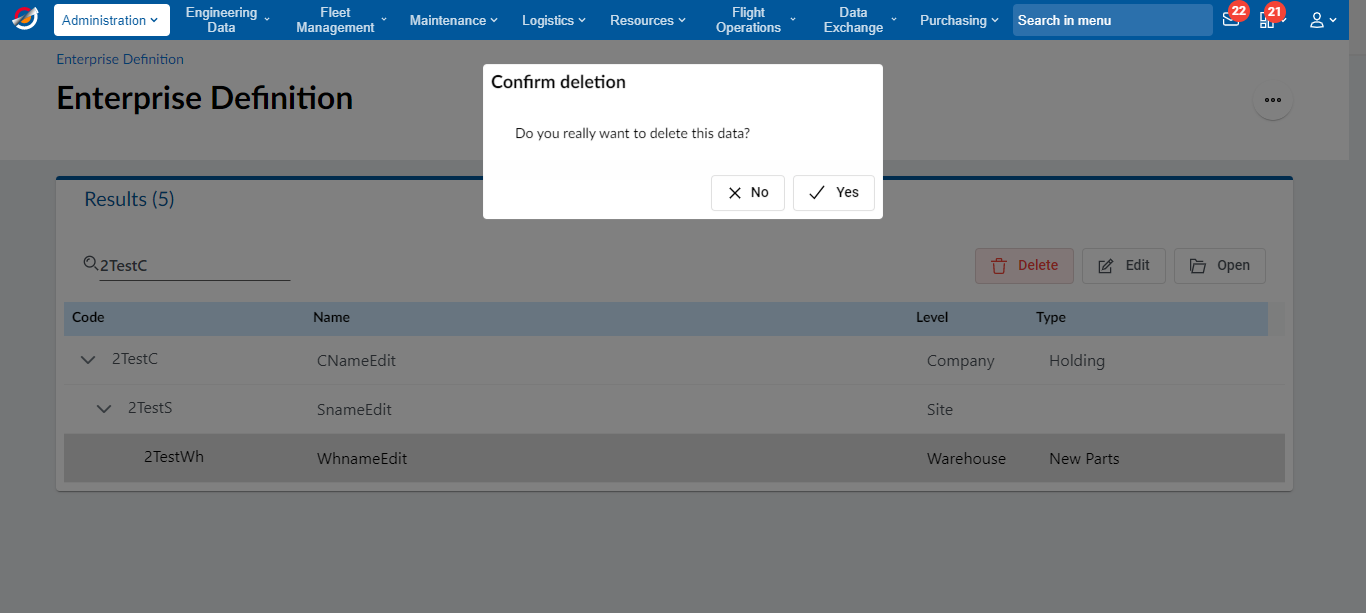 Administration
Engineering
Data
Fleet
Management
Maintenance
Logistics
Resources
Flight
Operations
Data
Exchange
Purchasing
Search in menu
22
21
Enterprise Definition
Enterprise Definition
Confirm deletion
Do you really want to delete this data?
No
Yes
Results (5)
2TestC
Delete
Edit
Open
Code Name Level Type
2TestC CNameEdit Company Holding
2TestS SnameEdit Site
2TestWh WhnameEdit Warehouse New Parts